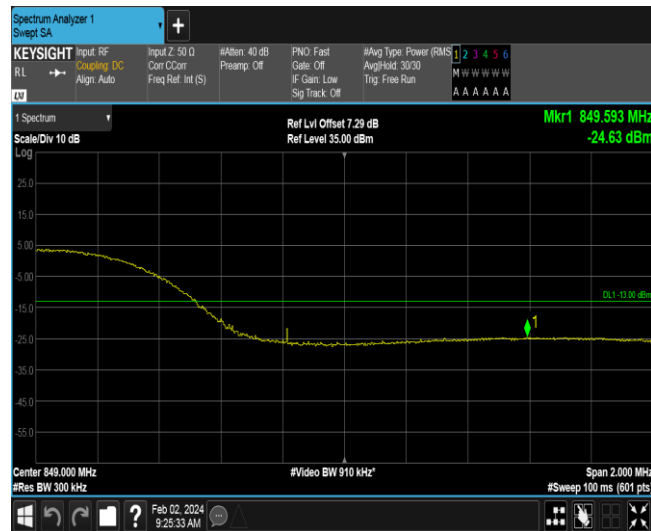 Spectrum Analyzer 1
Swept SA
+
KEYSIGHT
RL
LXI
Input: RF
Coupling: DC
Align: Auto
Input Z: 50 Ω
Corr CCorr
Freq Ref: Int (S)
#Atten: 40 dB
Preamp: Off
PNO: Fast
Gate: Off
IF Gain: Low
Sig Track: Off
#Avg Type: Power (RMS
Avg|Hold: 30/30
Trig: Free Run
1 2 3 4 5 6
M W W W W W
A A A A A A
1 Spectrum
Scale/Div 10 dB
Log
Ref Lvl Offset 7.29 dB
Ref Level 35.00 dBm
Mkr1 849.593 MHz
-24.63 dBm
25.0
15.0
5.00
-5.00
-15.0
-25.0
-35.0
-45.0
-55.0
DL1 -13.00 dBm
1
Center 849.000 MHz
#Res BW 300 kHz
#Video BW 910 kHz*
Span 2.000 MHz
#Sweep 100 ms (601 pts)
?
Feb 02, 2024
9:25:33 AM